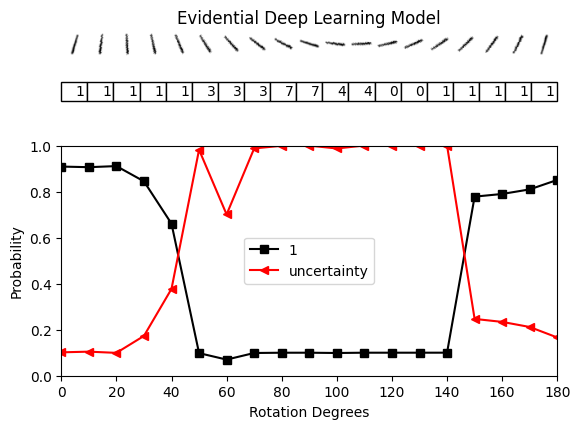 Evidential Deep Learning Model
1 1 1 1 1 3 3 3 7 7 4 4 0 0 1 1 1 1 1
1.0
0.8
0.6
0.4
0.2
0.0
Probability
1
uncertainty
0 20 40 60 80 100 120 140 160 180
Rotation Degrees